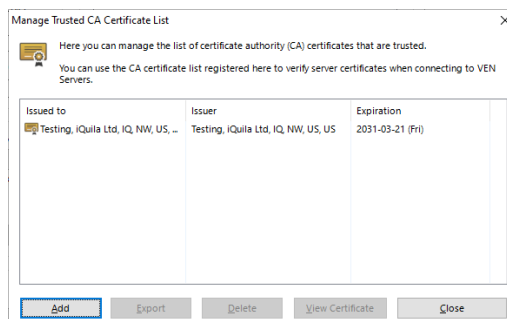 Manage Trusted CA Certificate List
Here you can manage the list of certificate authority (CA) certificates that are trusted.
You can use the CA certificate list registered here to verify server certificates when connecting to VEN
Servers.
Issued to Issuer Expiration
Testing, iQuila Ltd, IQ, NW, US, ... Testing, iQuila Ltd, IQ, NW, US, US 2031-03-21 (Fri)
Add Export Delete View Certificate Close